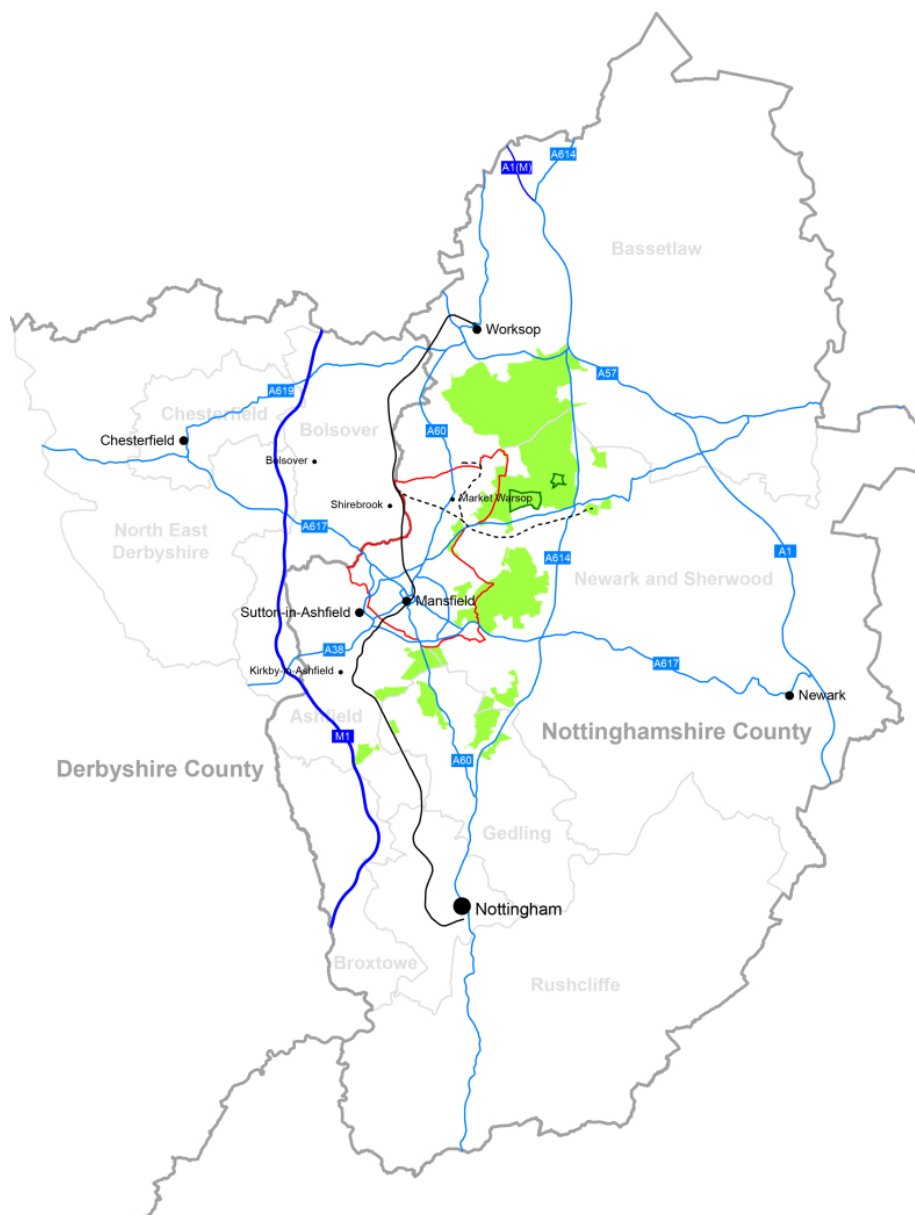 A614
A1(M)
Bassetlaw
Worksop
A57
A619
Chesterfield
Bolsover
A60
Chesterfield
Bolsover
Market Warsop
Shirebrook
A617
North East
Derbyshire
A1
A614
Newark and Sherwood
Mansfield
Sutton-in-Ashfield
A38
A617
Kirkby-in-Ashfield
Newark
Ashfield
Nottinghamshire County
M1
A60
Derbyshire County
Gedling
Nottingham
Broxtowe
Rushcliffe